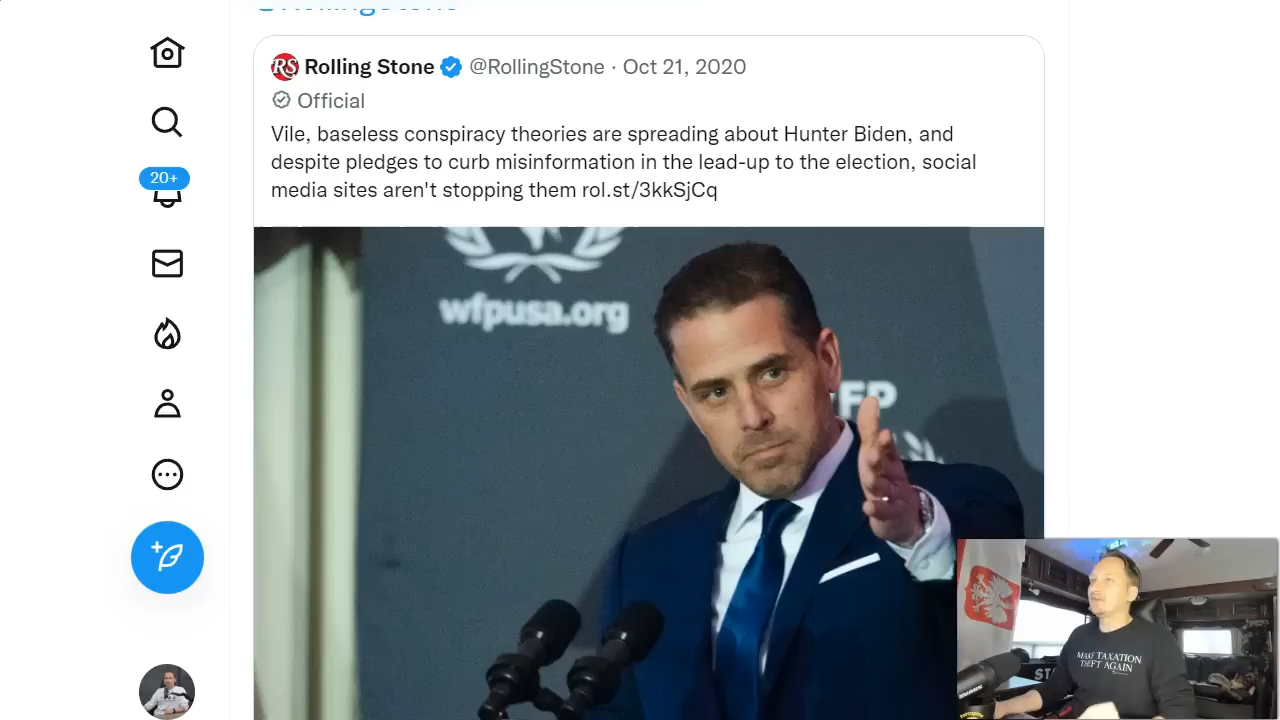 RS Rolling Stone @RollingStone · Oct 21, 2020
Official
Vile, baseless conspiracy theories are spreading about Hunter Biden, and
despite pledges to curb misinformation in the lead-up to the election, social
media sites aren't stopping them rol.st/3kkSjCq
20+
wfpusa.org
FP
MAKE TAXATION
THEFT AGAIN